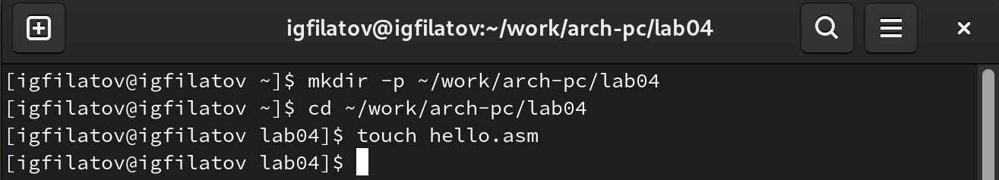 igfilatov@igfilatov:~/work/arch-pc/lab04
[igfilatov@igfilatov ~]$ mkdir -p ~/work/arch-pc/lab04
[igfilatov@igfilatov ~]$ cd ~/work/arch-pc/lab04
[igfilatov@igfilatov lab04]$ touch hello.asm
[igfilatov@igfilatov lab04]$